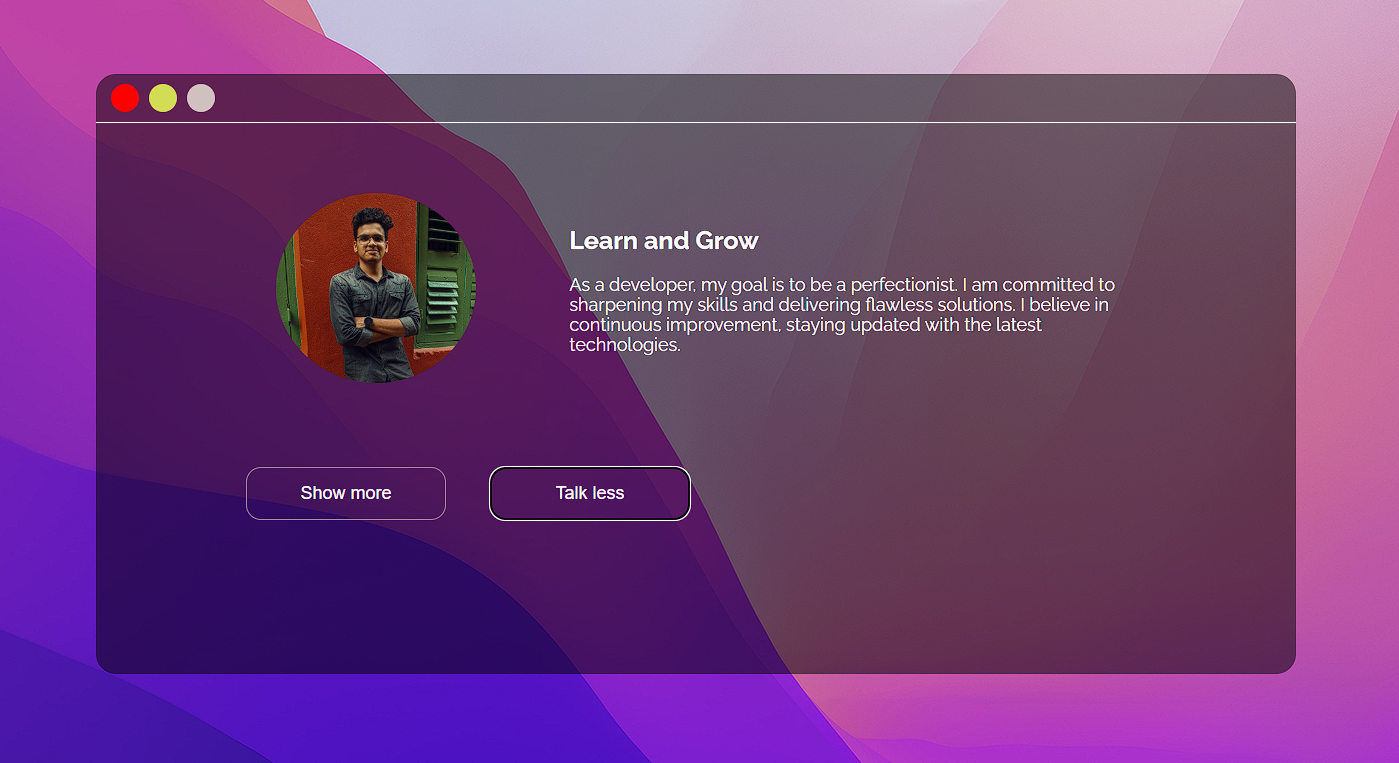 Learn and Grow
As a developer, my goal is to be a perfectionist. I am committed to
sharpening my skills and delivering flawless solutions. I believe in
continuous improvement, staying updated with the latest
technologies.
Show more
Talk less